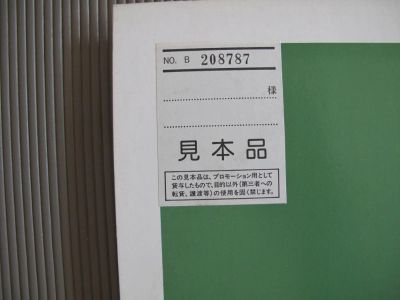 NO. B 208787
様
見本品
この見本品は、プロモーション用として
貸与したもので、目的以外(第三者への
転貸、譲渡等)の使用を固く禁じます。